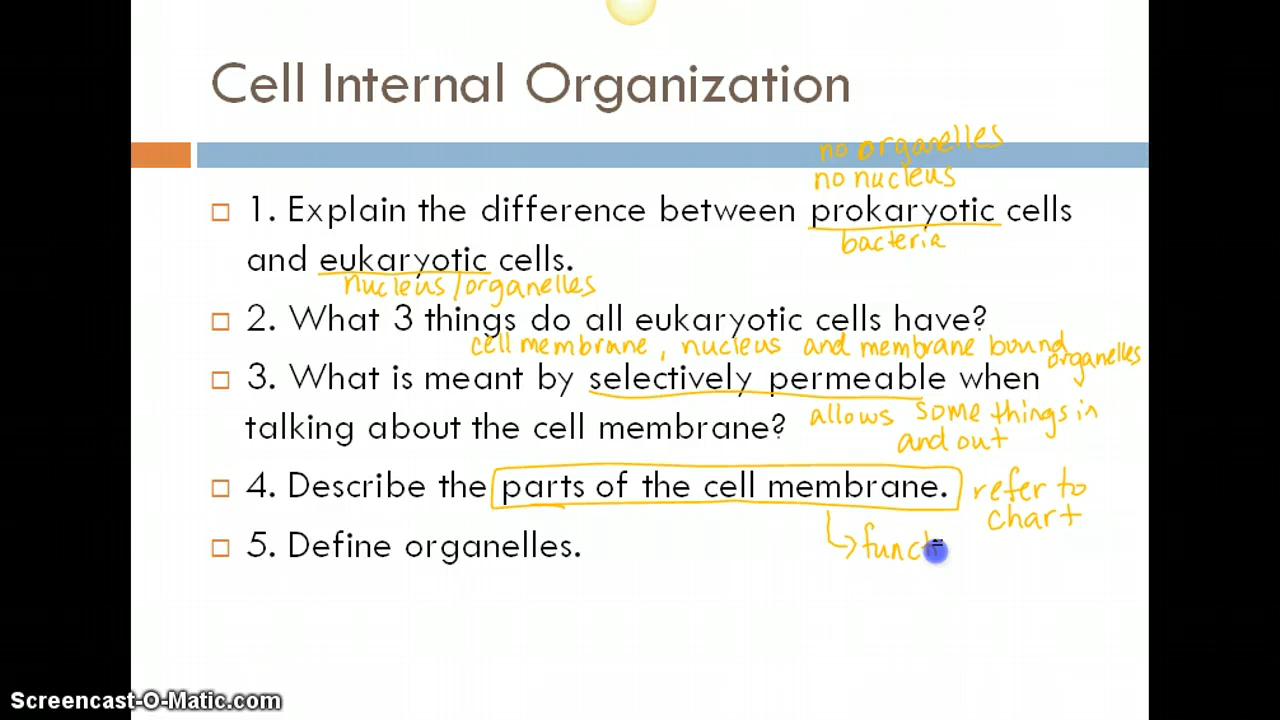 Cell Internal Organization
no organelles
no nucleus
1. Explain the difference between prokaryotic cells
bacteria
and eukaryotic cells.
nucleus/organelles
2. What 3 things do all eukaryotic cells have?
cell membrane, nucleus and membrane bound
organelles
3. What is meant by selectively permeable when
talking about the cell membrane?
allows some things in
and out
4. Describe the parts of the cell membrane.
refer to
chart
5. Define organelles.
Screencast-O-Matic.com